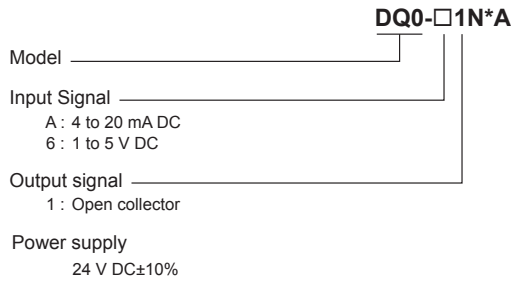 DQ0-□1N*A
Model
Input Signal
A : 4 to 20 mA DC
6 : 1 to 5 V DC
Output signal
1 : Open collector
Power supply
24 V DC±10%